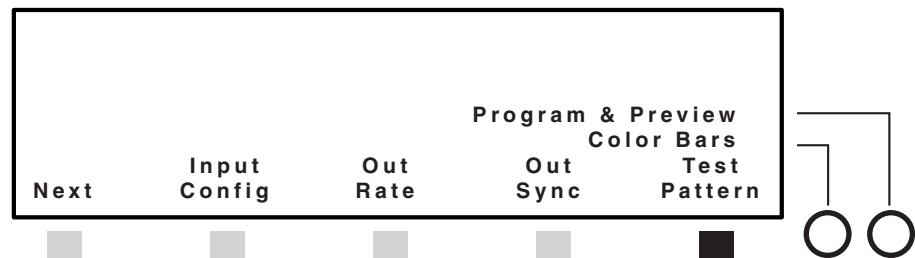 Program & Preview
Color Bars
Input Out Out Test
Next Config Rate Sync Pattern